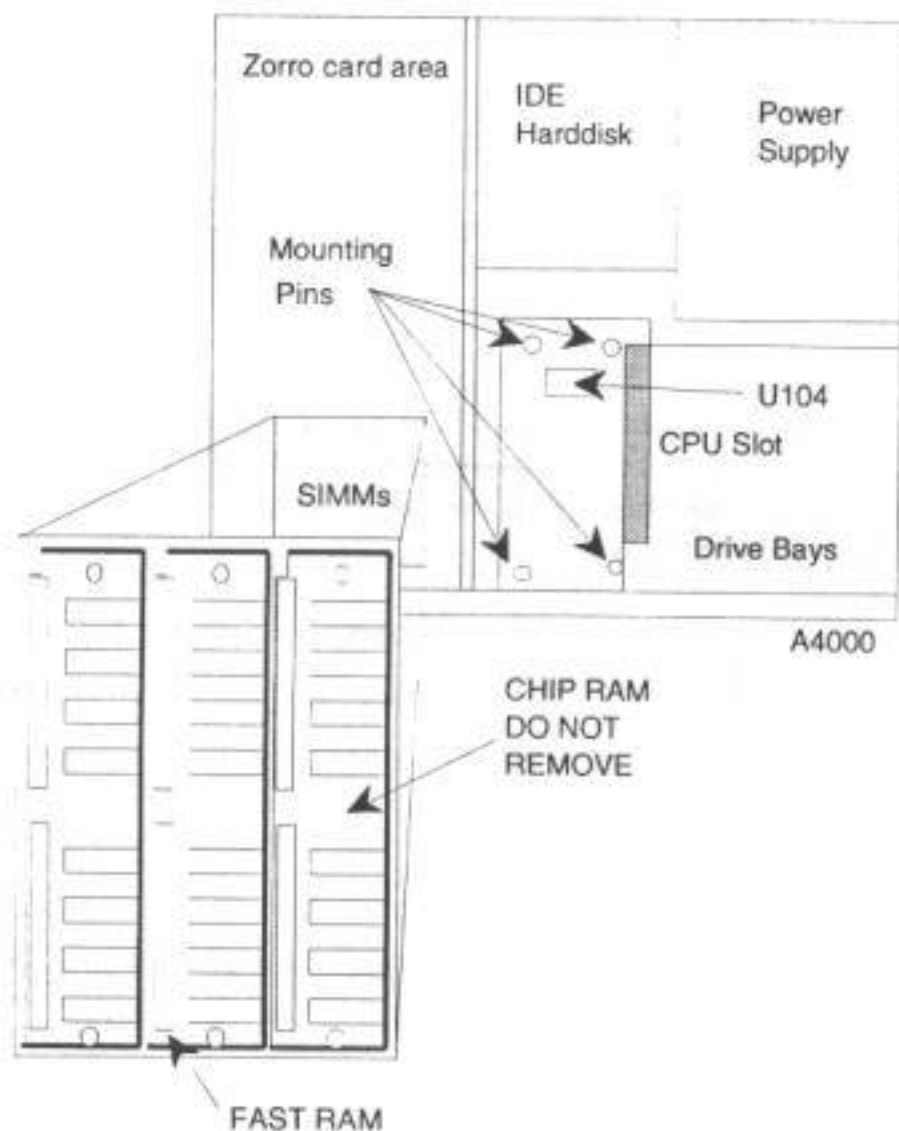 Zorro card area
IDE
Harddisk
Power
Supply
Mounting
Pins
U104
CPU Slot
SIMMs
Drive Bays
A4000
CHIP RAM
DO NOT
REMOVE
FAST RAM